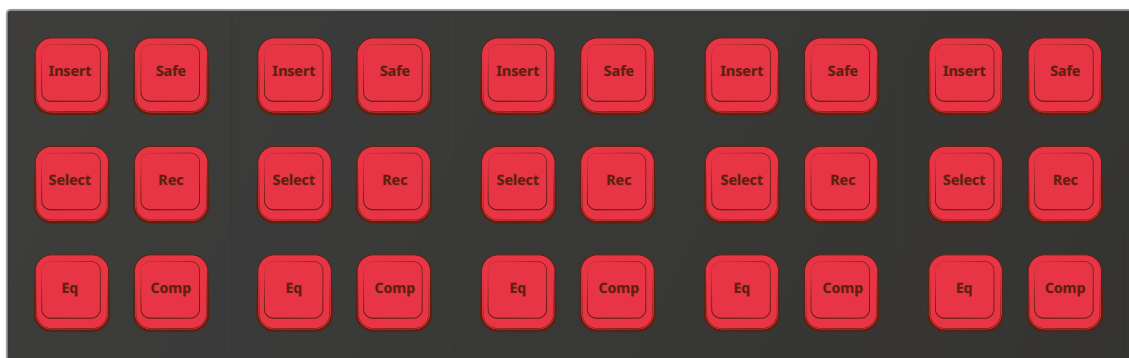 Insert Safe Insert Safe Insert Safe Insert Safe Insert Safe
Select Rec Select Rec Select Rec Select Rec Select Rec
Eq Comp Eq Comp Eq Comp Eq Comp Eq Comp